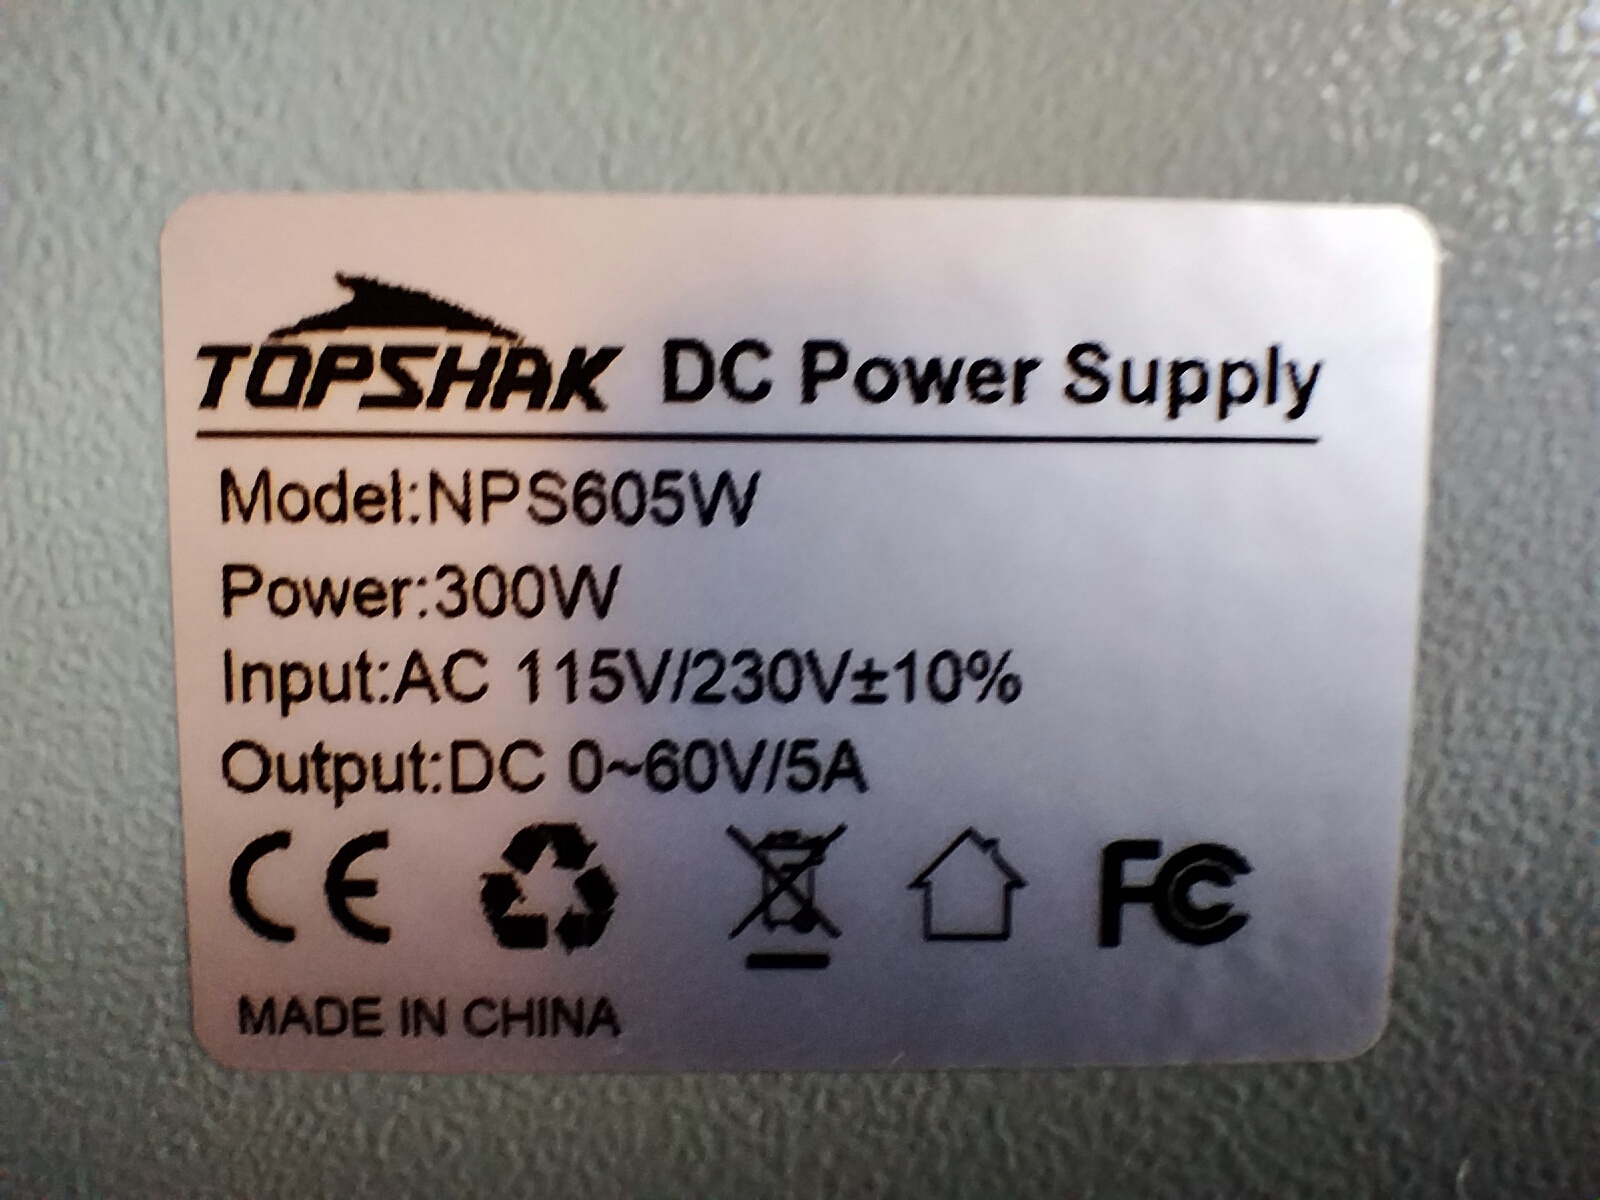 TOPSHAK DC Power Supply
Model:NPS605W
Power:300W
Input:AC 115V/230V±10%
Output:DC 0~60V/5A
CE FC
MADE IN CHINA